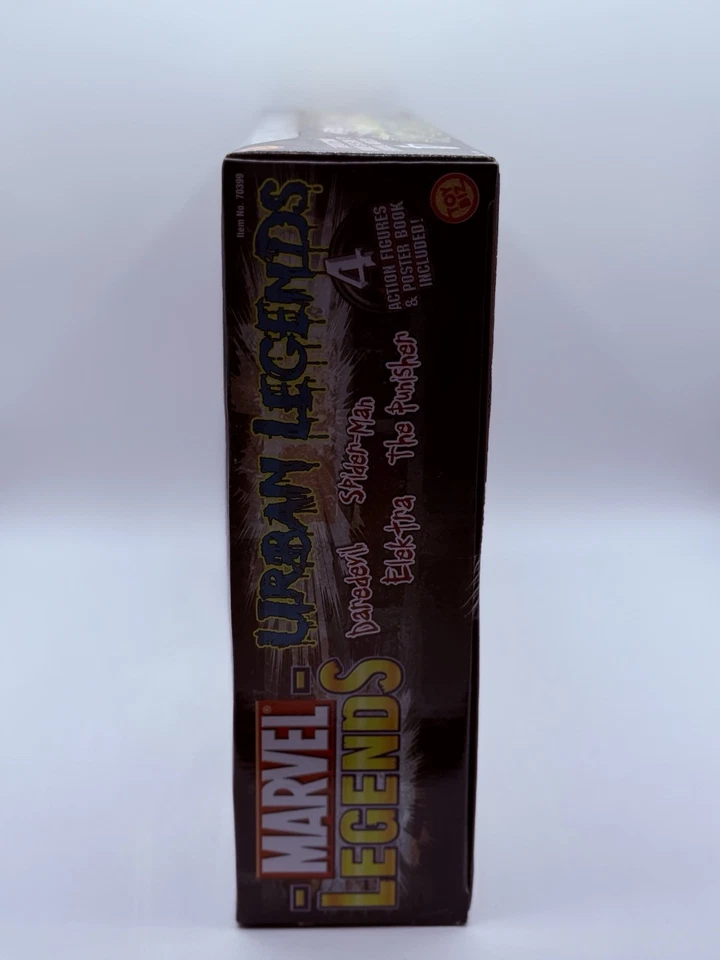 MARVEL®
LEGENDS
URBAN LEGENDS
Daredevil Spider-Man
Elektra The Punisher
4
ACTION FIGURES
& POSTER BOOK
INCLUDED!
TOY
BIZ
Item No. 70399